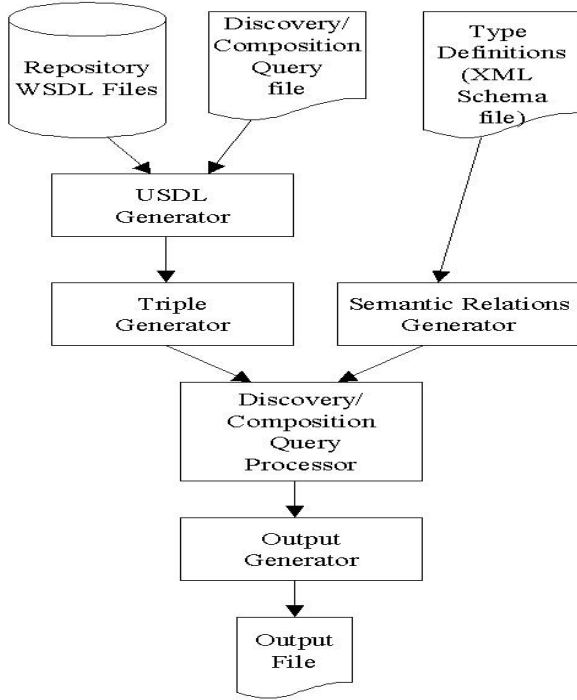 Repository
WSDL Files
Discovery/
Composition
Query
file
Type
Definitions
(XML
Schema
file)
USDL
Generator
Triple
Generator
Semantic Relations
Generator
Discovery/
Composition
Query
Processor
Output
Generator
Output
File